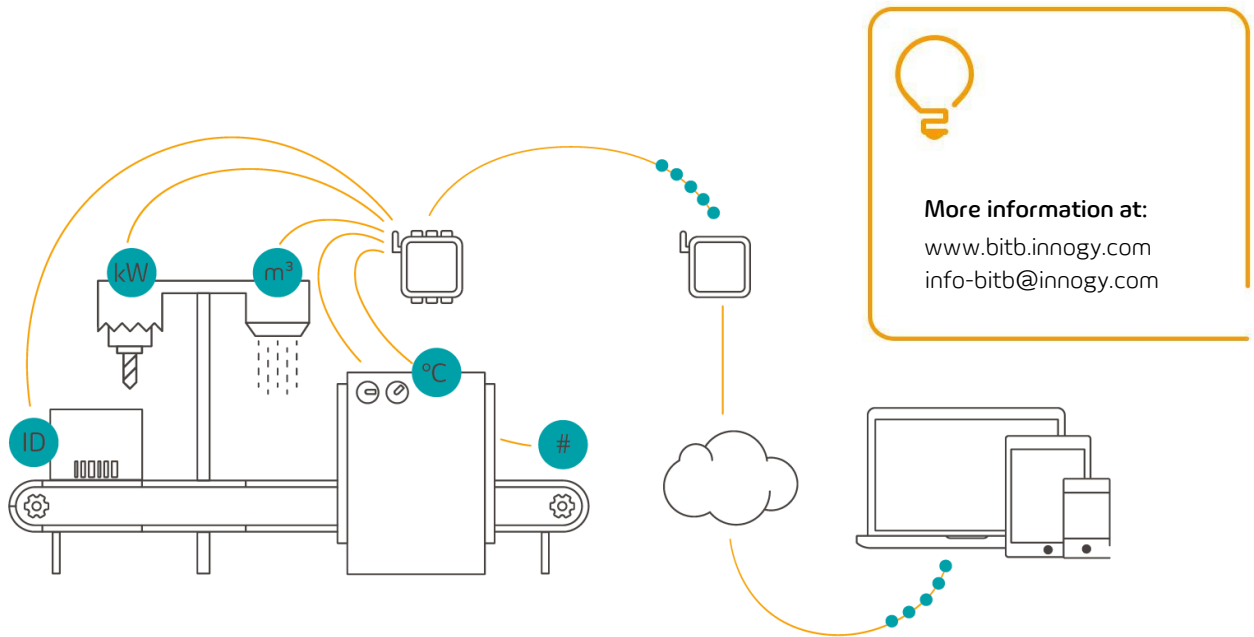 More information at:
www.bitb.innogy.com
info-bitb@innogy.com
kW
m³
°C
ID
#